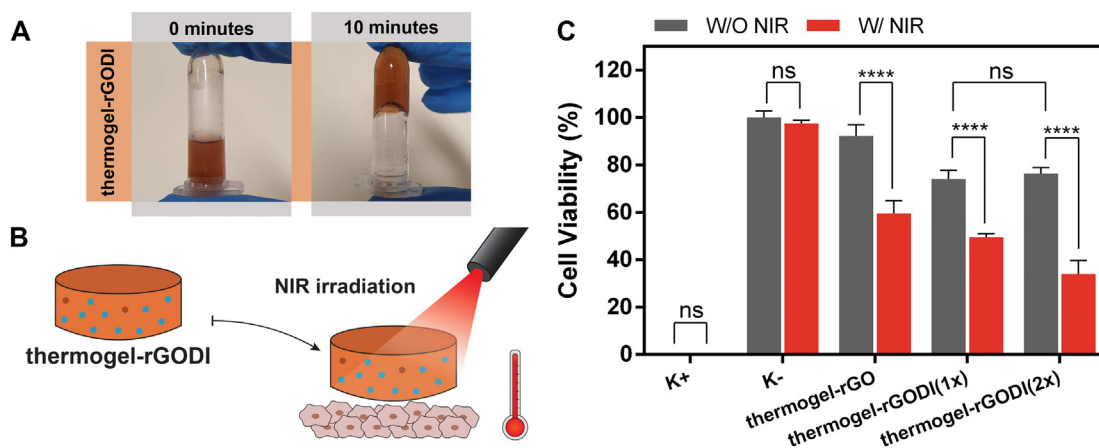 A
0 minutes
10 minutes
thermogel-rGODI
B
NIR irradiation
thermogel-rGODI
C
W/O NIR
W/ NIR
Cell Viability (%)
120
100
80
60
40
20
0
ns
ns
****
****
ns
****
K+
K-
thermogel-rGO
thermogel-rGODI(1x)
thermogel-rGODI(2x)